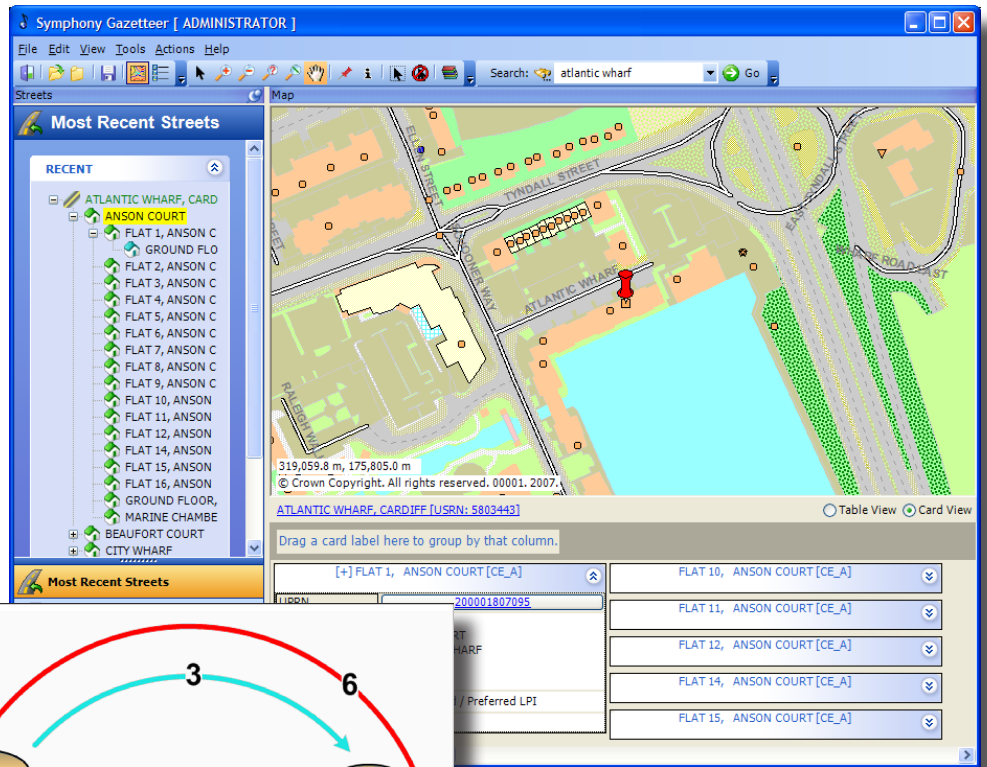 Symphony Gazetteer [ ADMINISTRATOR ]
File Edit View Tools Actions Help
Search: atlantic wharf Go
Streets
Most Recent Streets
RECENT
ATLANTIC WHARF, CARD
ANSON COURT
FLAT 1, ANSON C
GROUND FLO
FLAT 2, ANSON C
FLAT 3, ANSON C
FLAT 4, ANSON C
FLAT 5, ANSON C
FLAT 6, ANSON C
FLAT 7, ANSON C
FLAT 8, ANSON C
FLAT 9, ANSON C
FLAT 10, ANSON
FLAT 11, ANSON
FLAT 12, ANSON
FLAT 14, ANSON
FLAT 15, ANSON
FLAT 16, ANSON
GROUND FLOOR,
MARINE CHAMBE
BEAUFORT COURT
CITY WHARF
Most Recent Streets
Map
STREET
TYNDALL STREET
EAST TYNDALL STREET
ROAD EAST
SCHOONER WAY
ATLANTIC WHARF
RALEIGH WA
319,059.8 m, 175,805.0 m
© Crown Copyright. All rights reserved. 00001. 2007.
ATLANTIC WHARF, CARDIFF [USRN: 5803443]
Table View Card View
Drag a card label here to group by that column.
[+] FLAT 1, ANSON COURT [CE_A]
UPRN 200001807095
RT
HARF
/ Preferred LPI
FLAT 10, ANSON COURT [CE_A]
FLAT 11, ANSON COURT [CE_A]
FLAT 12, ANSON COURT [CE_A]
FLAT 14, ANSON COURT [CE_A]
FLAT 15, ANSON COURT [CE_A]
3
6